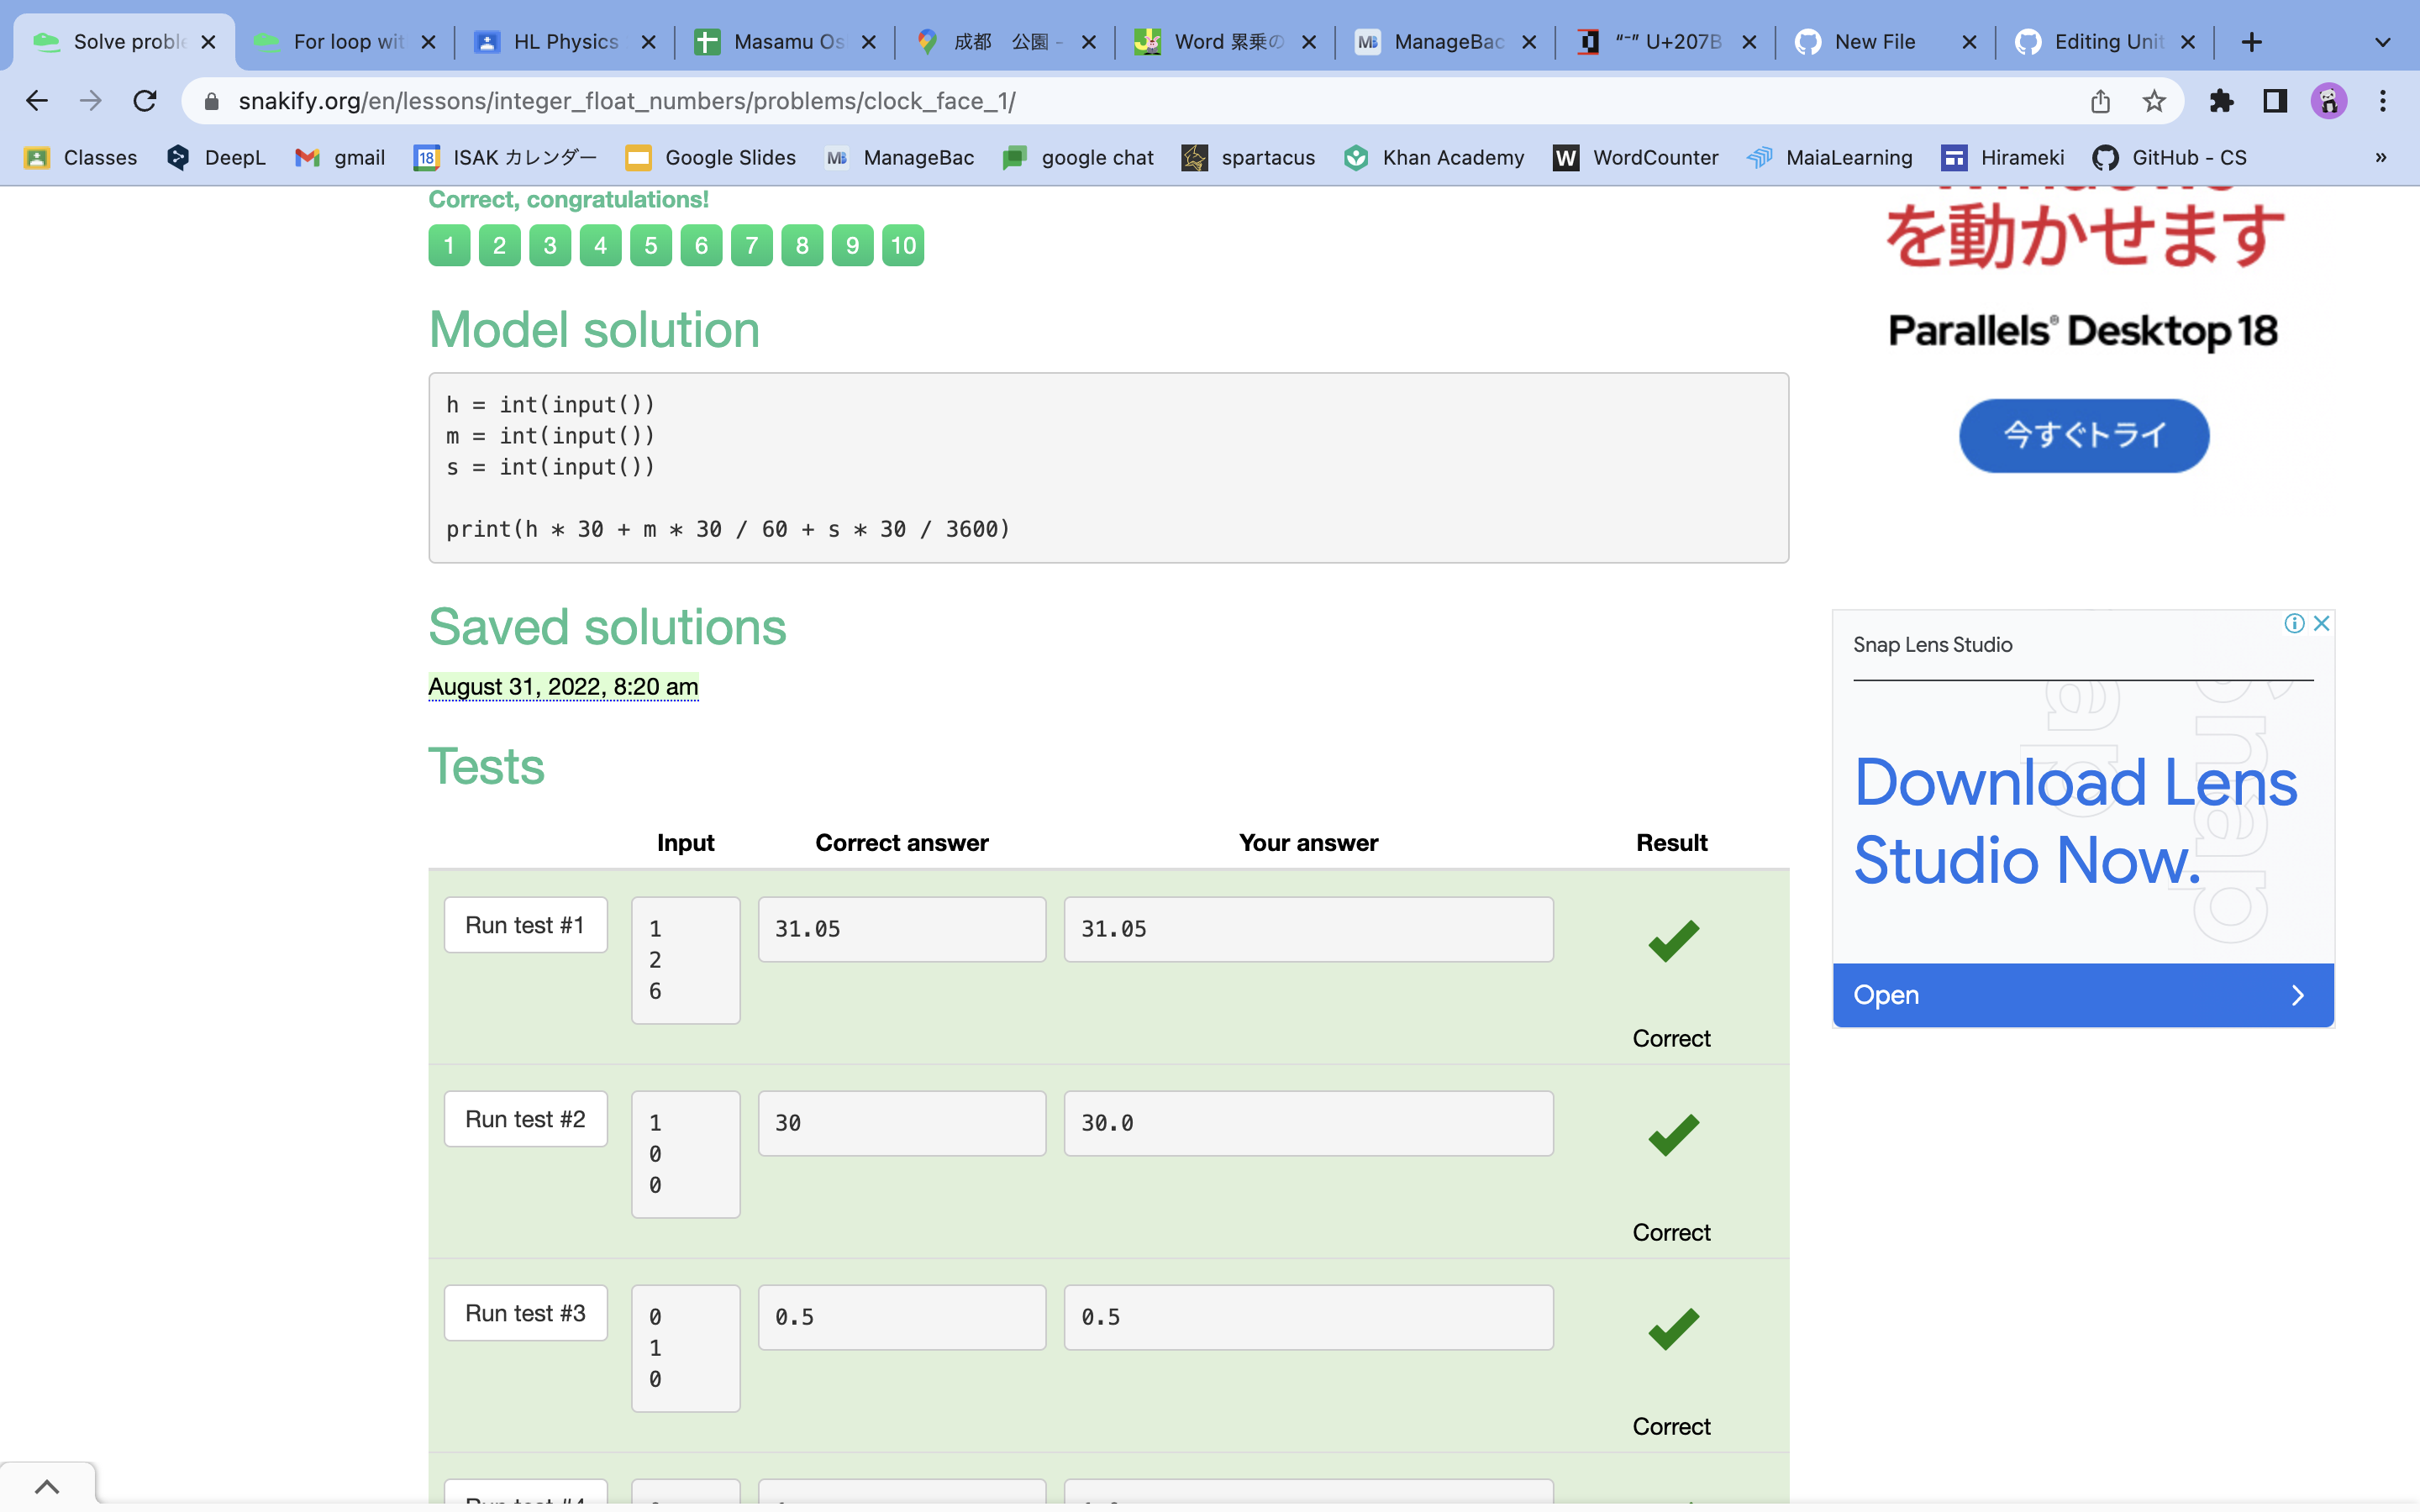 Solve proble
For loop wit
HL Physics
Masamu Os
成都 公園 -
Word 累乗の
ManageBac
“⁻” U+207B
New File
Editing Unit
snakify.org/en/lessons/integer_float_numbers/problems/clock_face_1/
Classes
DeepL
gmail
18
ISAK カレンダー
Google Slides
MB
ManageBac
google chat
spartacus
Khan Academy
W
WordCounter
MaiaLearning
Hirameki
GitHub - CS
»
Correct, congratulations!
1 2 3 4 5 6 7 8 9 10
Model solution
h = int(input())
m = int(input())
s = int(input())
print(h * 30 + m * 30 / 60 + s * 30 / 3600)
Saved solutions
August 31, 2022, 8:20 am
Tests
Input Correct answer Your answer Result
Run test #1
1
2
6
31.05
31.05
Correct
Run test #2
1
0
0
30
30.0
Correct
Run test #3
0
1
0
0.5
0.5
Correct
を動かせます
Parallels® Desktop 18
今すぐトライ
Snap Lens Studio
Snap
Download Lens
Studio Now.
Open